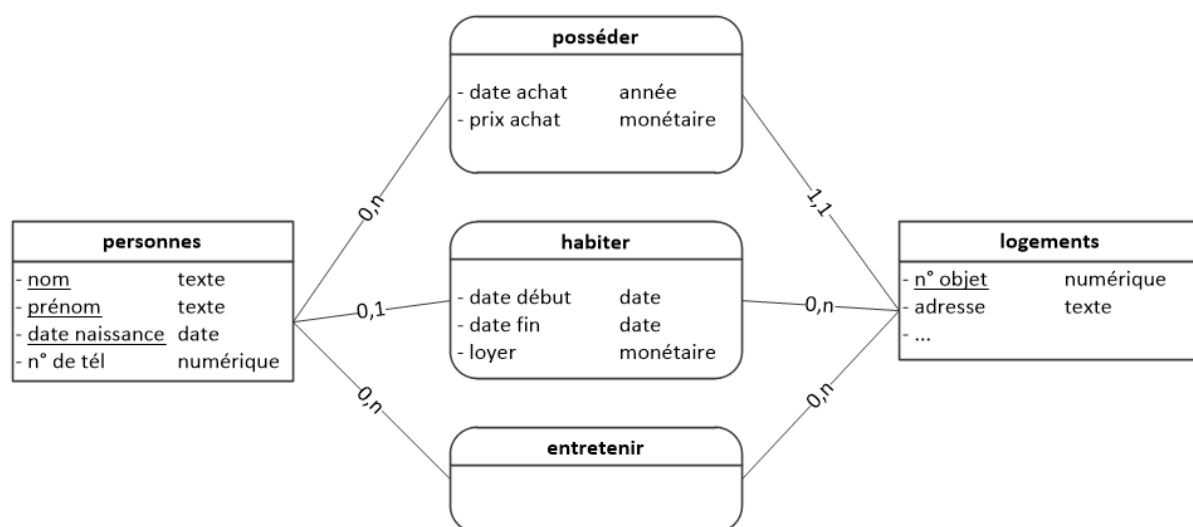 posséder
- date achat année
- prix achat monétaire
0,n
1,1
personnes
- nom texte
- prénom texte
- date naissance date
- n° de tél numérique
0,1
habiter
- date début date
- date fin date
- loyer monétaire
0,n
logements
- n° objet numérique
- adresse texte
- ...
0,n
0,n
entretenir